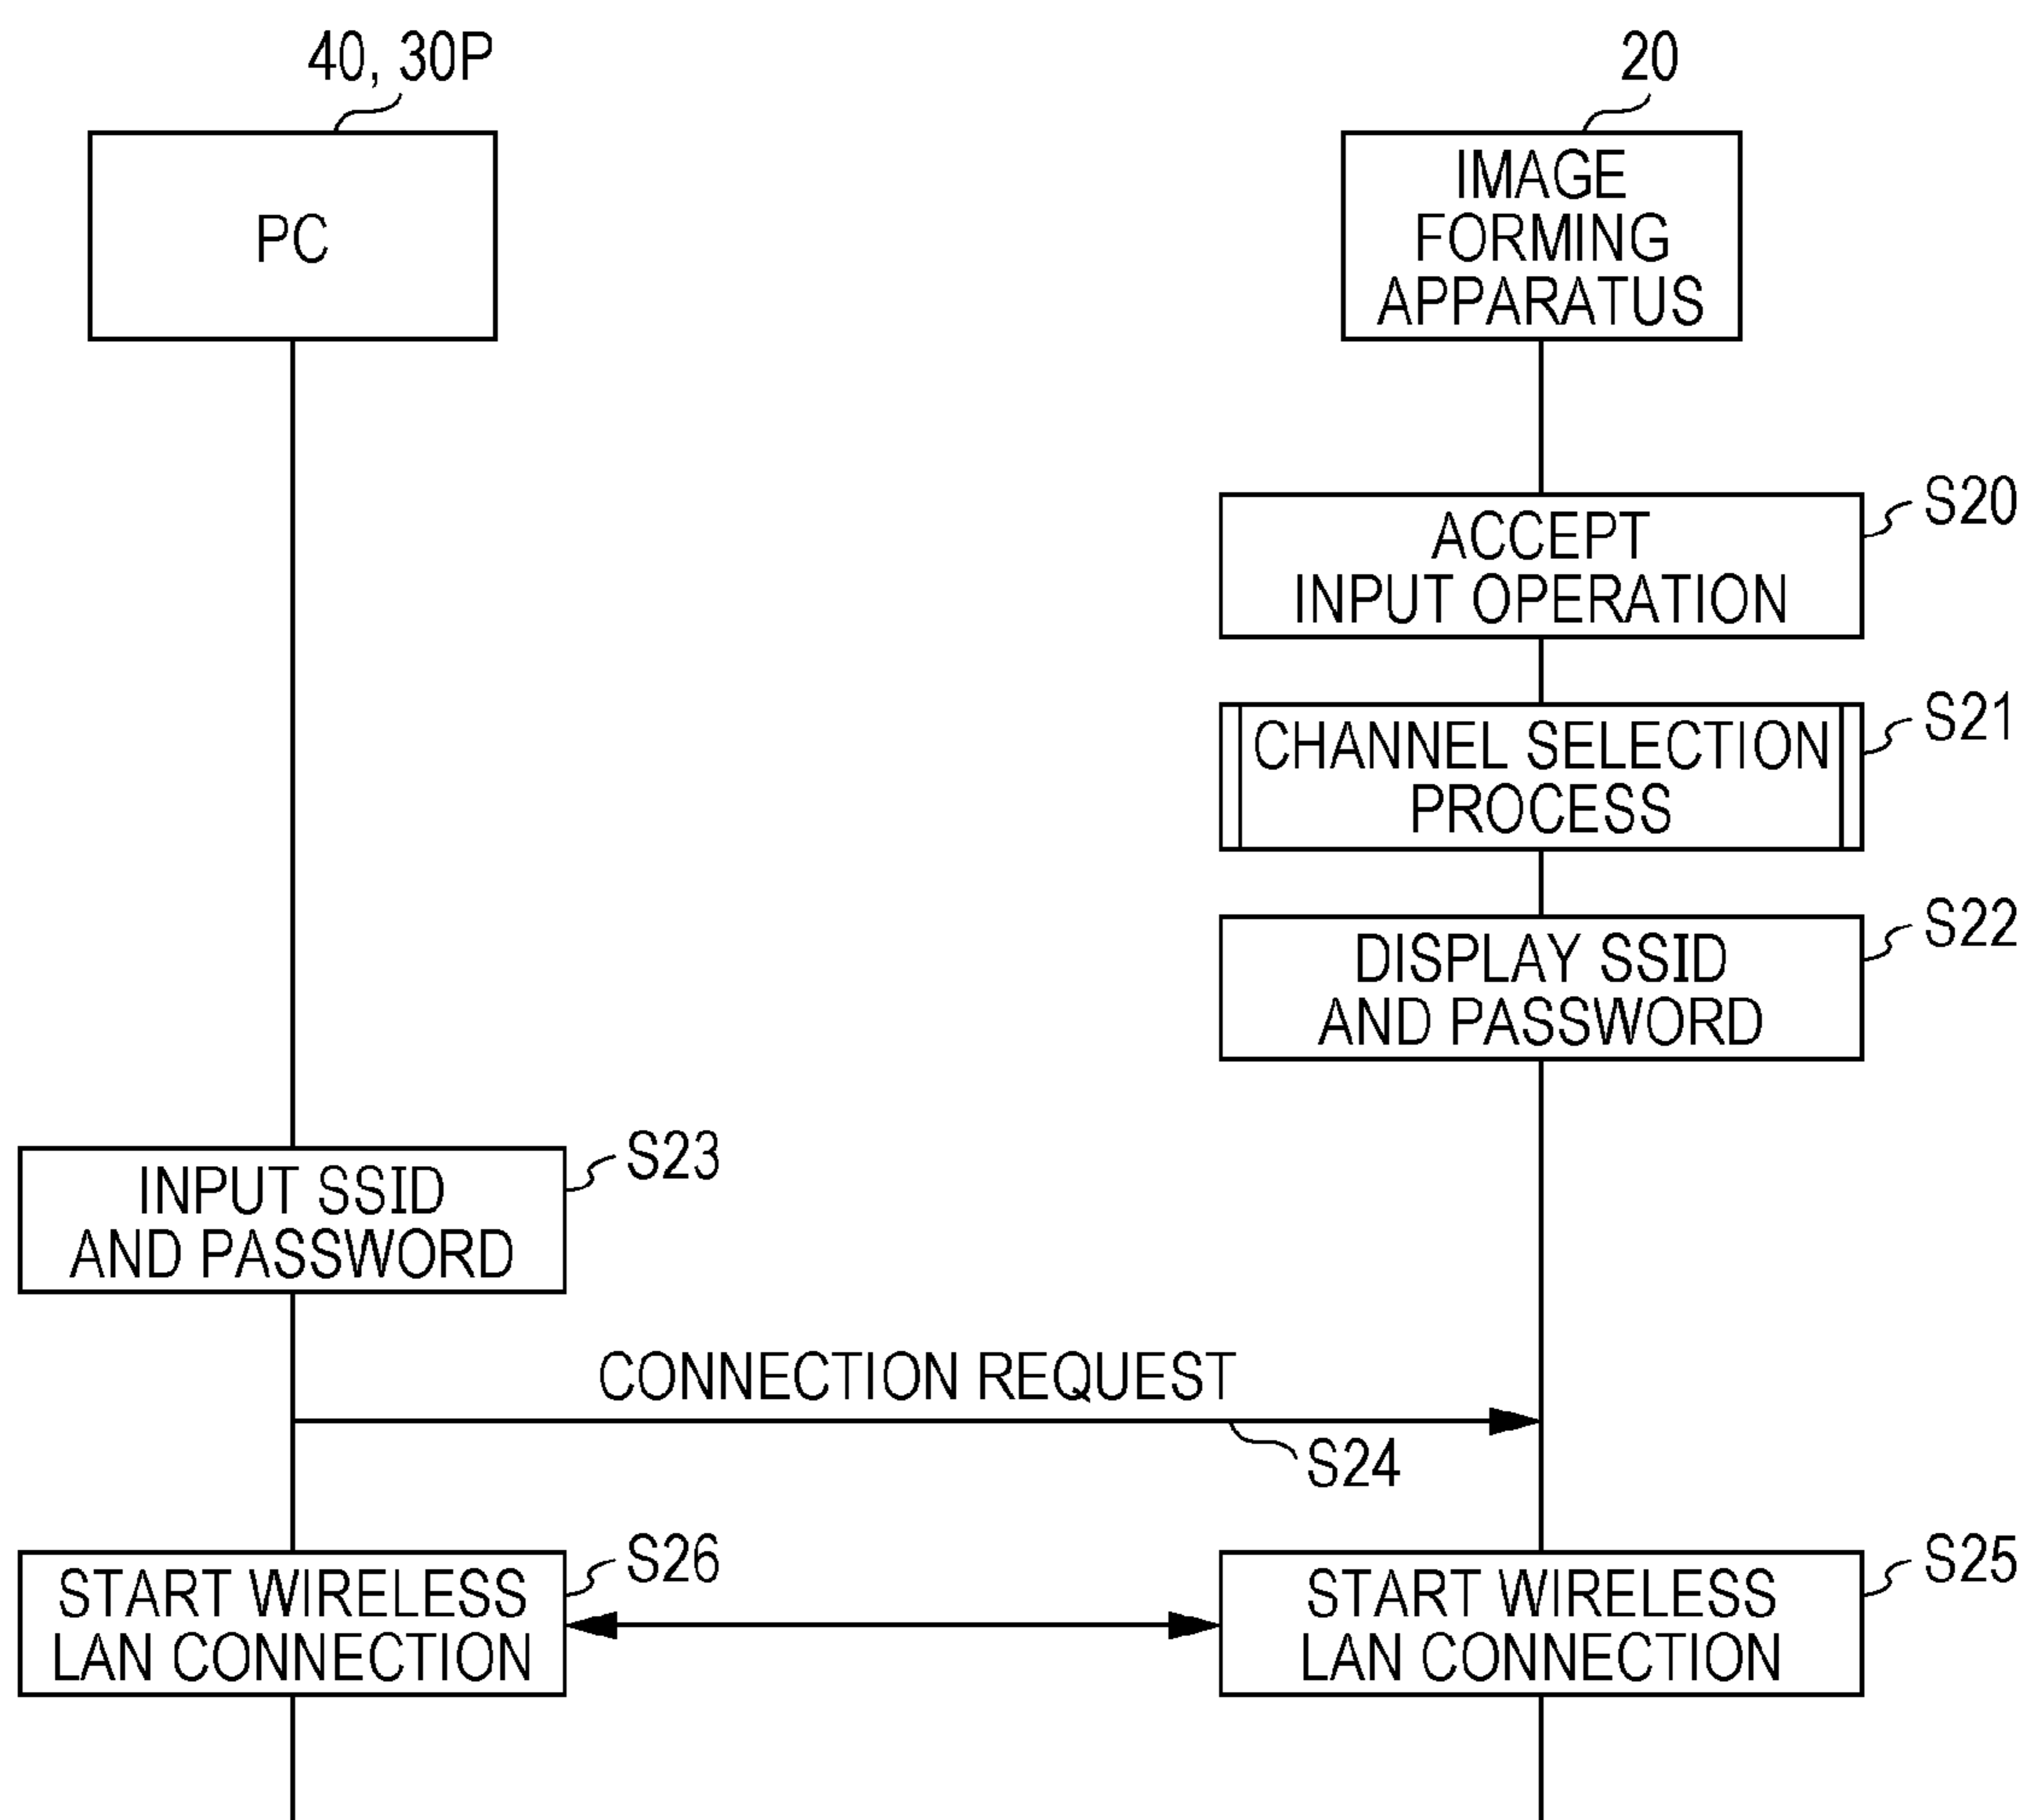 40, 30P
20
PC
IMAGE
FORMING
APPARATUS
S20
ACCEPT
INPUT OPERATION
S21
CHANNEL SELECTION
PROCESS
S22
DISPLAY SSID
AND PASSWORD
S23
INPUT SSID
AND PASSWORD
CONNECTION REQUEST
S24
S26
START WIRELESS
LAN CONNECTION
S25
START WIRELESS
LAN CONNECTION